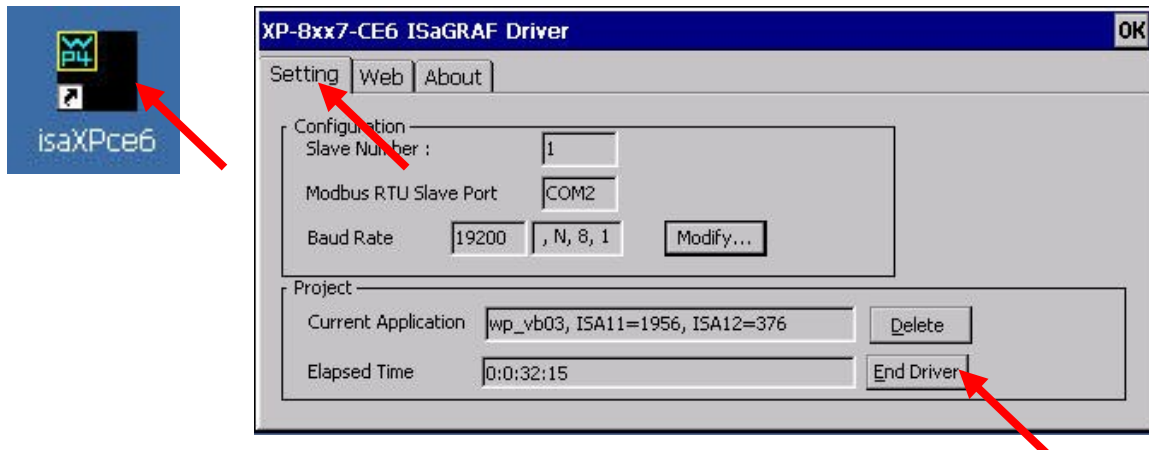 WP4
isaXPce6
XP-8xx7-CE6 ISaGRAF Driver OK
Setting Web About
Configuration
Slave Number : 1
Modbus RTU Slave Port COM2
Baud Rate 19200 , N, 8, 1 Modify...
Project
Current Application wp_vb03, ISA11=1956, ISA12=376 Delete
Elapsed Time 0:0:32:15 End Driver